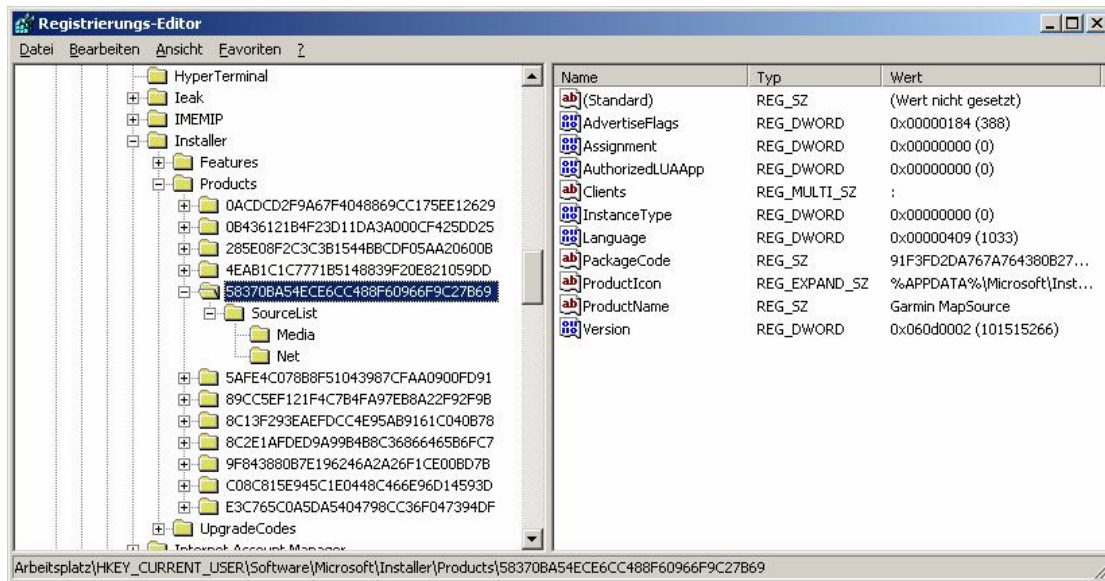 Registrierungs-Editor
Datei Bearbeiten Ansicht Favoriten ?
HyperTerminal
Ieak
IMEMIP
Installer
Features
Products
0ACDCD2F9A67F4048869CC175EE12629
0B436121B4F23D11DA3A000CF425DD25
285E08F2C3C3B1544BBCDF05AA20600B
4EAB1C1C7771B5148839F20E821059DD
58370BA54ECE6CC488F60966F9C27B69
SourceList
Media
Net
5AFE4C078B8F51043987CFAA0900FD91
89CC5EF121F4C7B4FA97EB8A22F92F9B
8C13F293EAEFDCC4E95AB9161C040B78
8C2E1AFDED9A99B4B8C36866465B6FC7
9F843880B7E196246A2A26F1CE00BD7B
C08C815E945C1E0448C466E96D14593D
E3C765C0A5DA5404798CC36F047394DF
UpgradeCodes
Internet Account Manager
Name Typ Wert
(Standard) REG_SZ (Wert nicht gesetzt)
AdvertiseFlags REG_DWORD 0x00000184 (388)
Assignment REG_DWORD 0x00000000 (0)
AuthorizedLUAApp REG_DWORD 0x00000000 (0)
Clients REG_MULTI_SZ :
InstanceType REG_DWORD 0x00000000 (0)
Language REG_DWORD 0x00000409 (1033)
PackageCode REG_SZ 91F3FD2DA767A764380B27...
ProductIcon REG_EXPAND_SZ %APPDATA%\Microsoft\Inst...
ProductName REG_SZ Garmin MapSource
Version REG_DWORD 0x060d0002 (101515266)
Arbeitsplatz\HKEY_CURRENT_USER\Software\Microsoft\Installer\Products\58370BA54ECE6CC488F60966F9C27B69